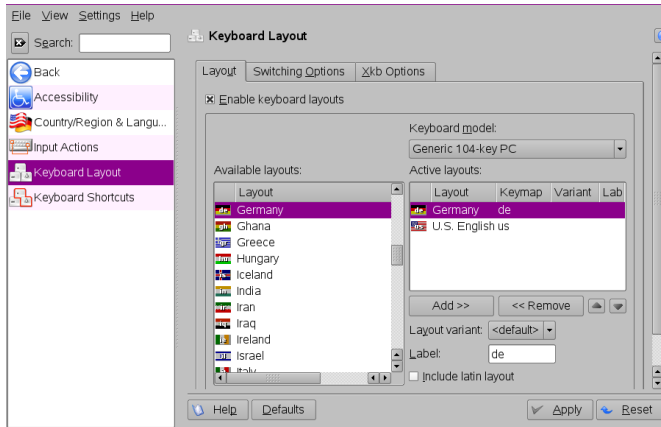 File View Settings Help
Search:
Back
Accessibility
Country/Region & Langu...
Input Actions
Keyboard Layout
Keyboard Shortcuts
Keyboard Layout
Layout Switching Options Xkb Options
Enable keyboard layouts
Keyboard model:
Generic 104-key PC
Available layouts:
Layout
Germany
Ghana
Greece
Hungary
Iceland
India
Iran
Iraq
Ireland
Israel
Italy
Active layouts:
Layout Keymap Variant Lab
de Germany de
us U.S. English us
Add >> << Remove
Layout variant: <default>
Label: de
Include latin layout
Help Defaults Apply Reset